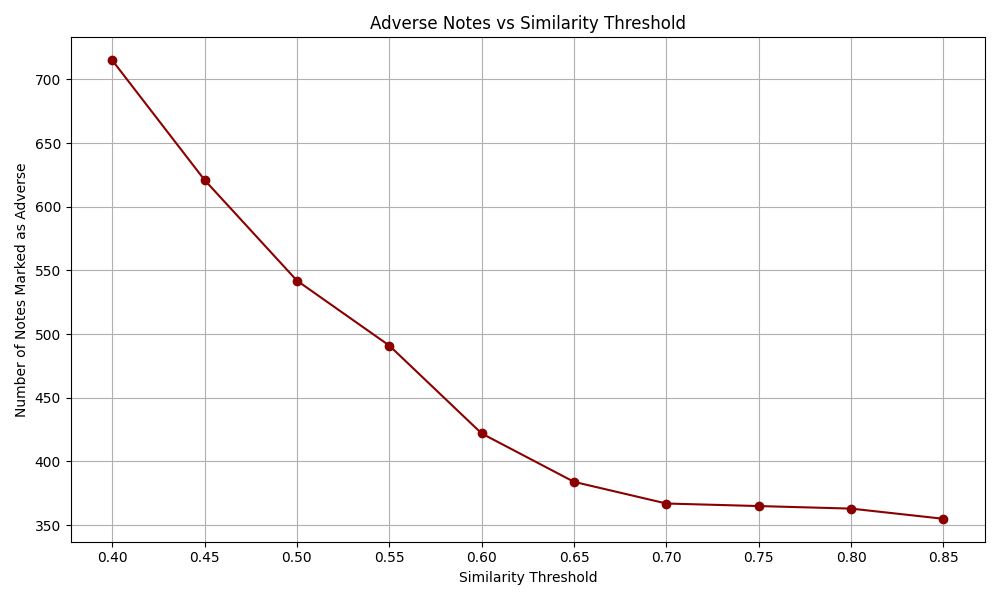 Adverse Notes vs Similarity Threshold
Number of Notes Marked as Adverse
700
650
600
550
500
450
400
350
0.40 0.45 0.50 0.55 0.60 0.65 0.70 0.75 0.80 0.85
Similarity Threshold